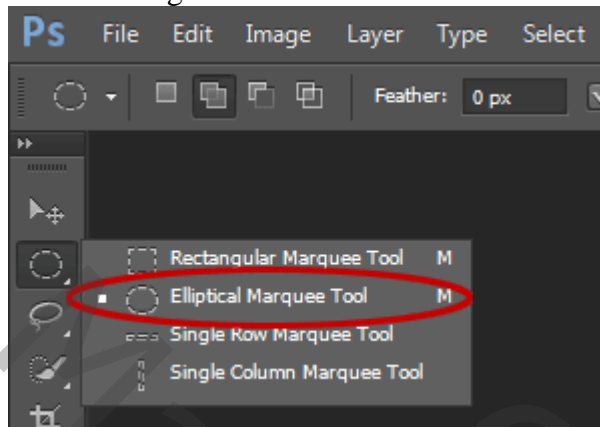 Ps File Edit Image Layer Type Select
Feather: 0 px
Rectangular Marquee Tool M
Elliptical Marquee Tool M
Single Row Marquee Tool
Single Column Marquee Tool